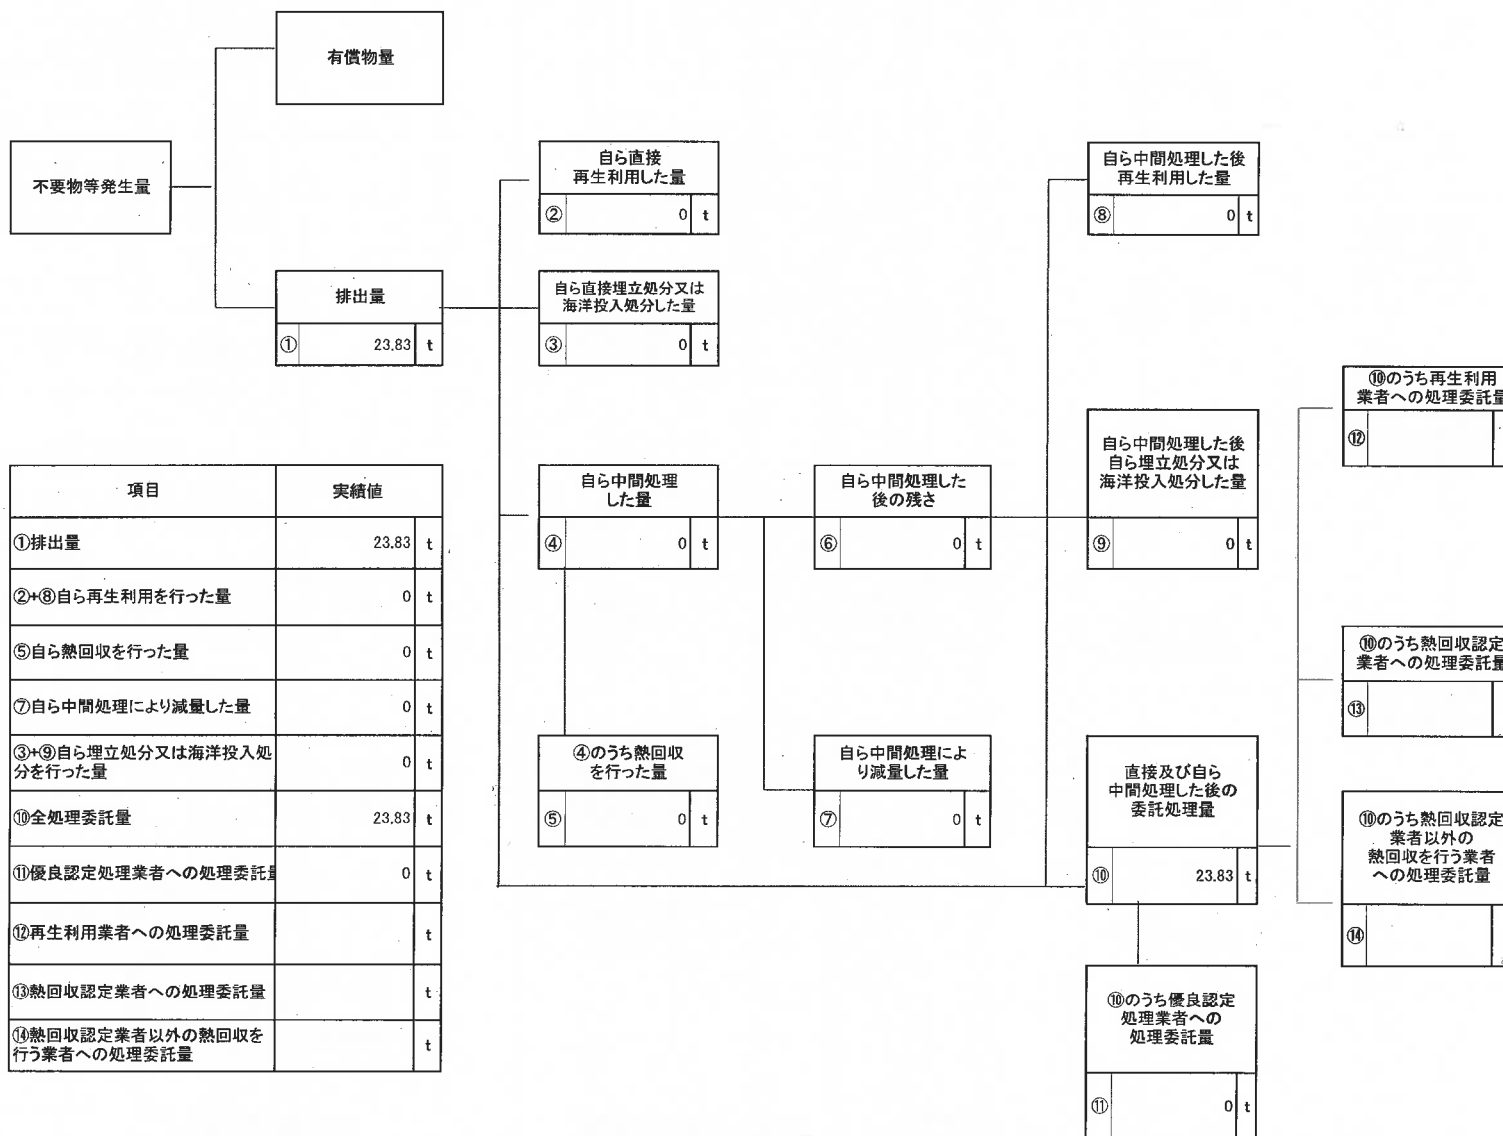 有償物量
不要物等発生量
排出量
① 23.83 t
自ら直接
再生利用した量
② 0 t
自ら直接埋立処分又は
海洋投入処分した量
③ 0 t
自ら中間処理
した量
④ 0 t
④のうち熱回収
を行った量
⑤ 0 t
自ら中間処理した
後の残さ
⑥ 0 t
自ら中間処理によ
り減量した量
⑦ 0 t
自ら中間処理した後
再生利用した量
⑧ 0 t
自ら中間処理した後
自ら埋立処分又は
海洋投入処分した量
⑨ 0 t
直接及び自ら
中間処理した後の
委託処理量
⑩ 23.83 t
⑩のうち優良認定
処理業者への
処理委託量
⑪ 0 t
⑩のうち再生利用
業者への処理委託量
⑫
⑩のうち熱回収認定
業者への処理委託量
⑬
⑩のうち熱回収認定
業者以外の
熱回収を行う業者
への処理委託量
⑭
項目 実績値
①排出量 23.83 t
②+⑧自ら再生利用を行った量 0 t
⑤自ら熱回収を行った量 0 t
⑦自ら中間処理により減量した量 0 t
③+⑨自ら埋立処分又は海洋投入処
分を行った量 0 t
⑩全処理委託量 23.83 t
⑪優良認定処理業者への処理委託量 0 t
⑫再生利用業者への処理委託量 t
⑬熱回収認定業者への処理委託量 t
⑭熱回収認定業者以外の熱回収を
行う業者への処理委託量 t